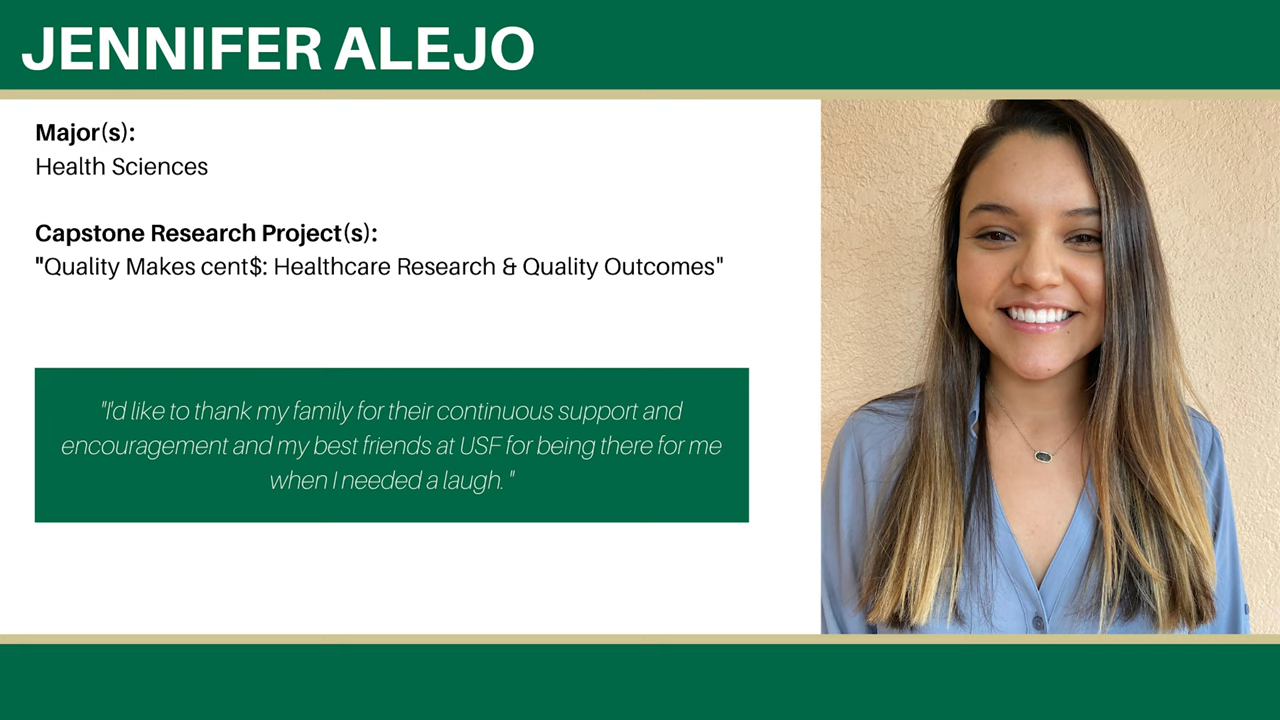 JENNIFER ALEJO
Major(s):
Health Sciences
Capstone Research Project(s):
"Quality Makes cent$: Healthcare Research & Quality Outcomes"
"I'd like to thank my family for their continuous support and
encouragement and my best friends at USF for being there for me
when I needed a laugh. "